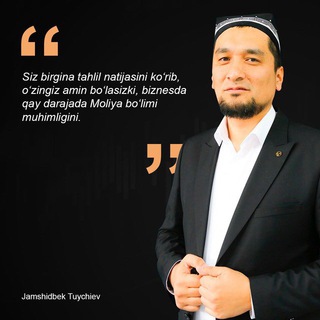 “
Siz birgina tahlil natijasini ko‘rib,
o‘zingiz amin bo‘lasizki, biznesda
qay darajada Moliya bo‘limi
muhimligini.
”
Jamshidbek Tuychiev